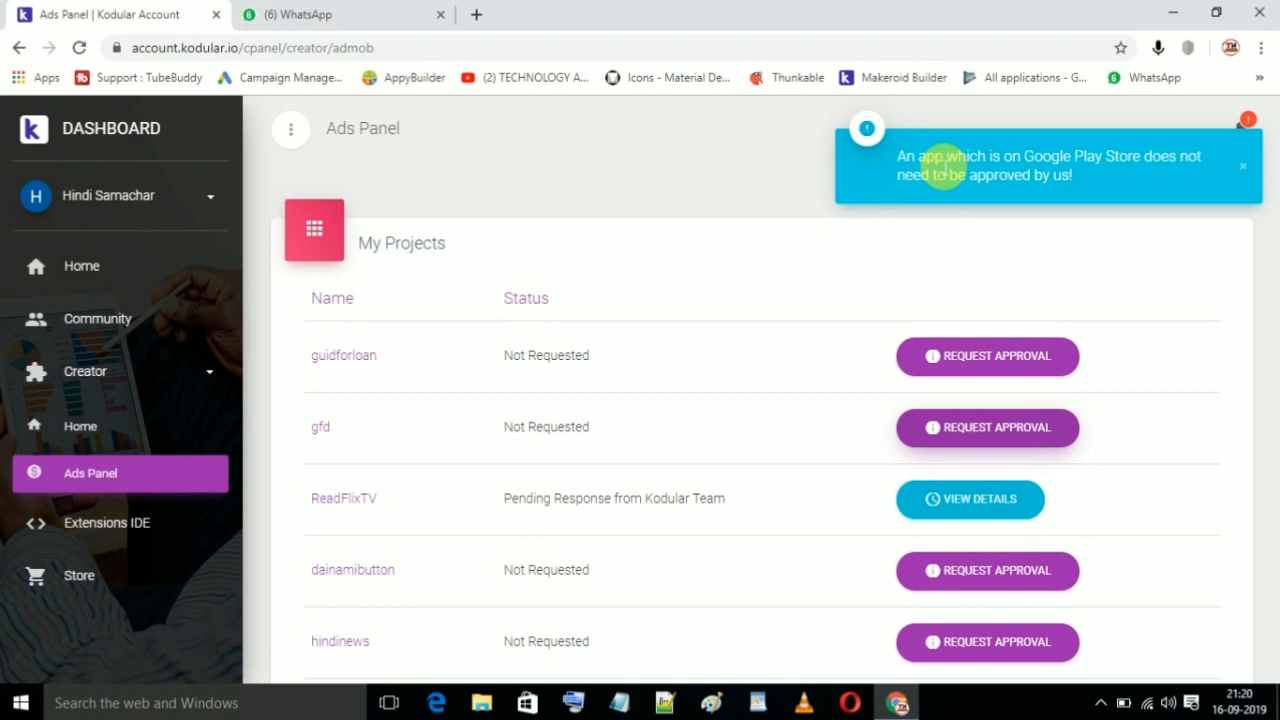 Ads Panel | Kodular Account
(6) WhatsApp
account.kodular.io/cpanel/creator/admob
Apps
Support : TubeBuddy
Campaign Manage...
AppyBuilder
(2) TECHNOLOGY A...
Icons - Material De...
Thunkable
Makeroid Builder
All applications - G...
WhatsApp
»
DASHBOARD
Ads Panel
An app which is on Google Play Store does not
need to be approved by us!
H
Hindi Samachar
My Projects
Home
Name
Status
Community
guidforloan
Not Requested
REQUEST APPROVAL
Creator
Home
gfd
Not Requested
REQUEST APPROVAL
Ads Panel
ReadFlixTV
Pending Response from Kodular Team
VIEW DETAILS
Extensions IDE
Store
dainamibutton
Not Requested
REQUEST APPROVAL
hindinews
Not Requested
REQUEST APPROVAL
Search the web and Windows
21:20
16-09-2019